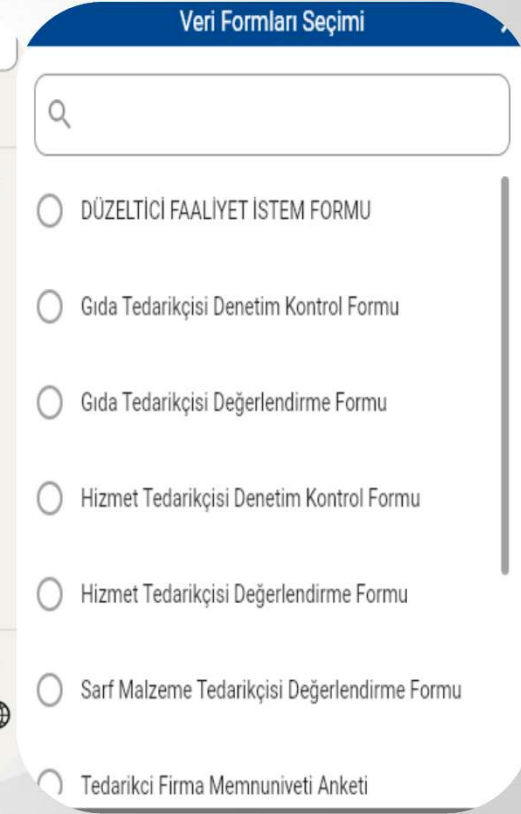 Veri Formları Seçimi
DÜZELTİCİ FAALİYET İSTEM FORMU
Gıda Tedarikçisi Denetim Kontrol Formu
Gıda Tedarikçisi Değerlendirme Formu
Hizmet Tedarikçisi Denetim Kontrol Formu
Hizmet Tedarikçisi Değerlendirme Formu
Sarf Malzeme Tedarikçisi Değerlendirme Formu
Tedarikci Firma Memnuniveti Anketi